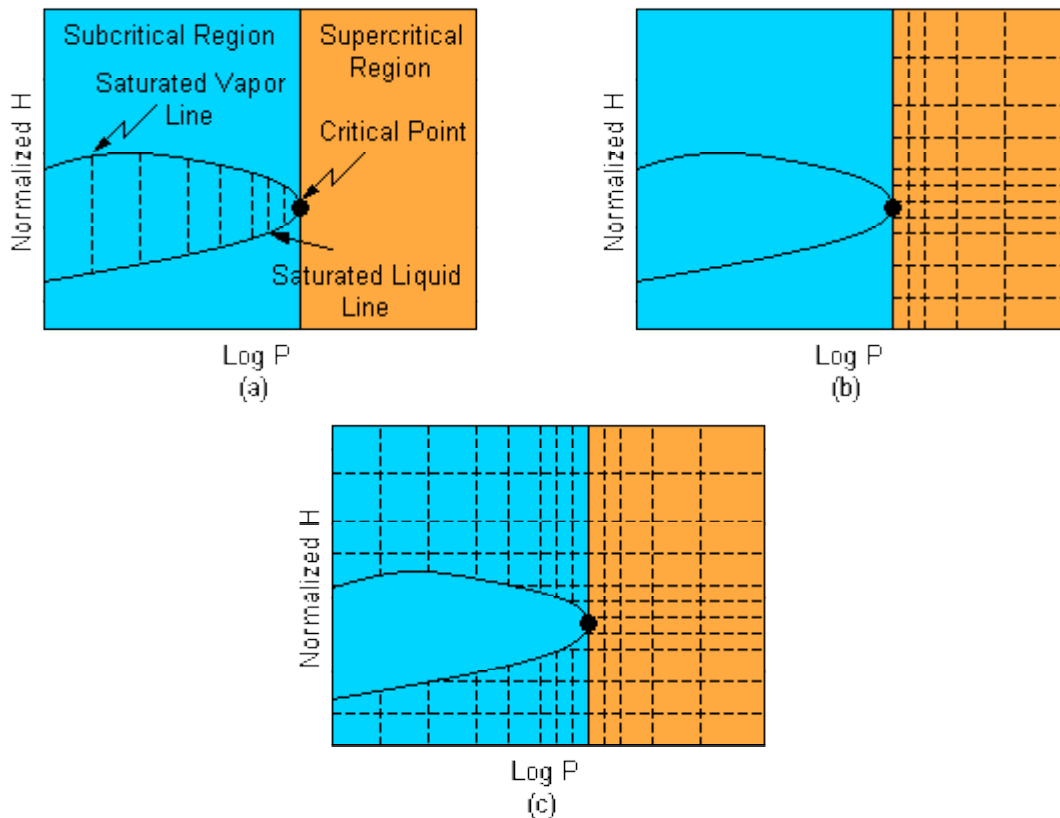 Subcritical Region
Supercritical
Region
Saturated Vapor
Line
Critical Point
Saturated Liquid
Line
Normalized H
Log P
(a)
Normalized H
Log P
(b)
Normalized H
Log P
(c)